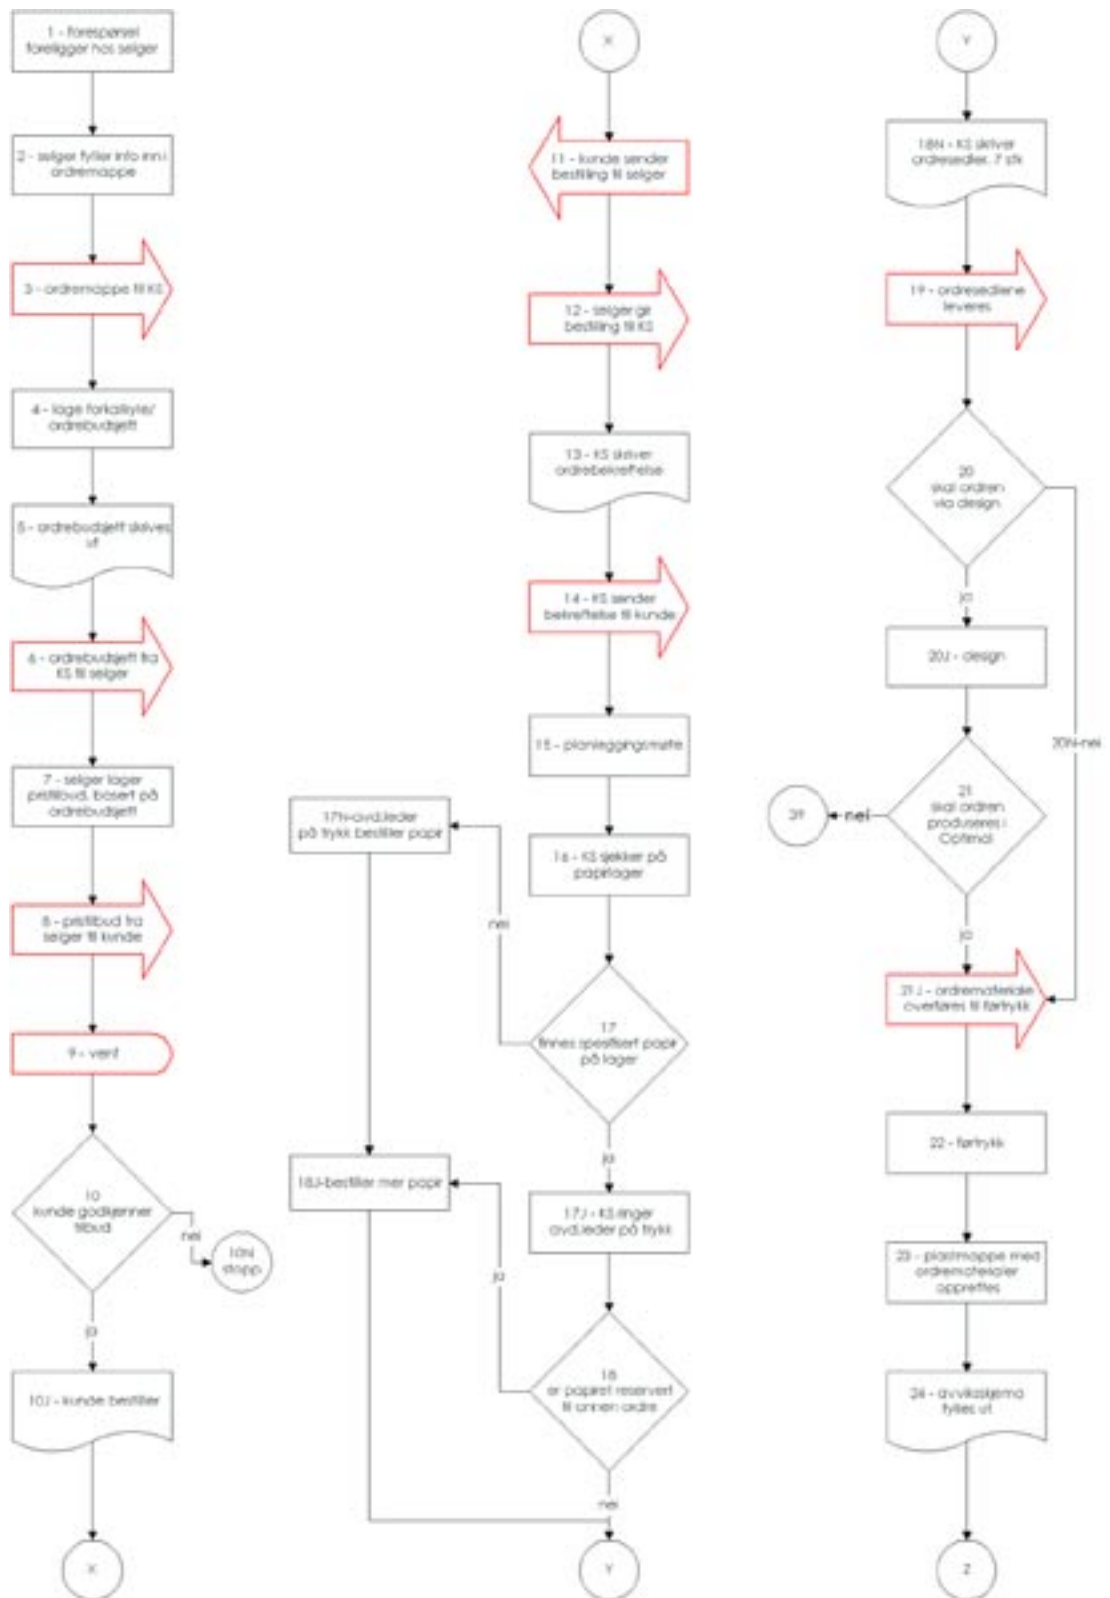 1 - forespørsel
foreligger hos selger
2 - selger fyller info inn i
ordremappe
3 - ordremappe til KS
4 - lage forkalkyle/
ordrebudsjett
5 - ordrebudsjett skrives
ut
6 - ordrebudsjett fra
KS til selger
7 - selger lager
pristilbud, basert på
ordrebudsjett
8 - pristilbud fra
selger til kunde
9 - vent
10
kunde godkjenner
tilbud
nei
10N
stopp
ja
10J - kunde bestiller
X
X
11 - kunde sender
bestilling til selger
12 - selger gir
bestilling til KS
13 - KS skriver
ordrebekreftelse
14 - KS sender
bekreftelse til kunde
15 - planleggingsmøte
16 - KS sjekker på
papirlager
17N-avd.leder
på trykk bestiller papir
nei
17
finnes spesifisert papir
på lager
ja
18J-bestiller mer papir
17J - KS ringer
avd.leder på trykk
ja
18
er papiret reservert
til annen ordre
nei
Y
Y
18N - KS skriver
ordresedler, 7 stk
19 - ordresedlene
leveres
20
skal ordren
via design
ja
20J - design
20N-nei
21
skal ordren
produseres i
Optimal
nei
39
ja
21J - ordremateriale
overføres til førtrykk
22 - førtrykk
23 - plastmappe med
ordrematerialer
opprettes
24 - avviksskjema
fylles ut
Z